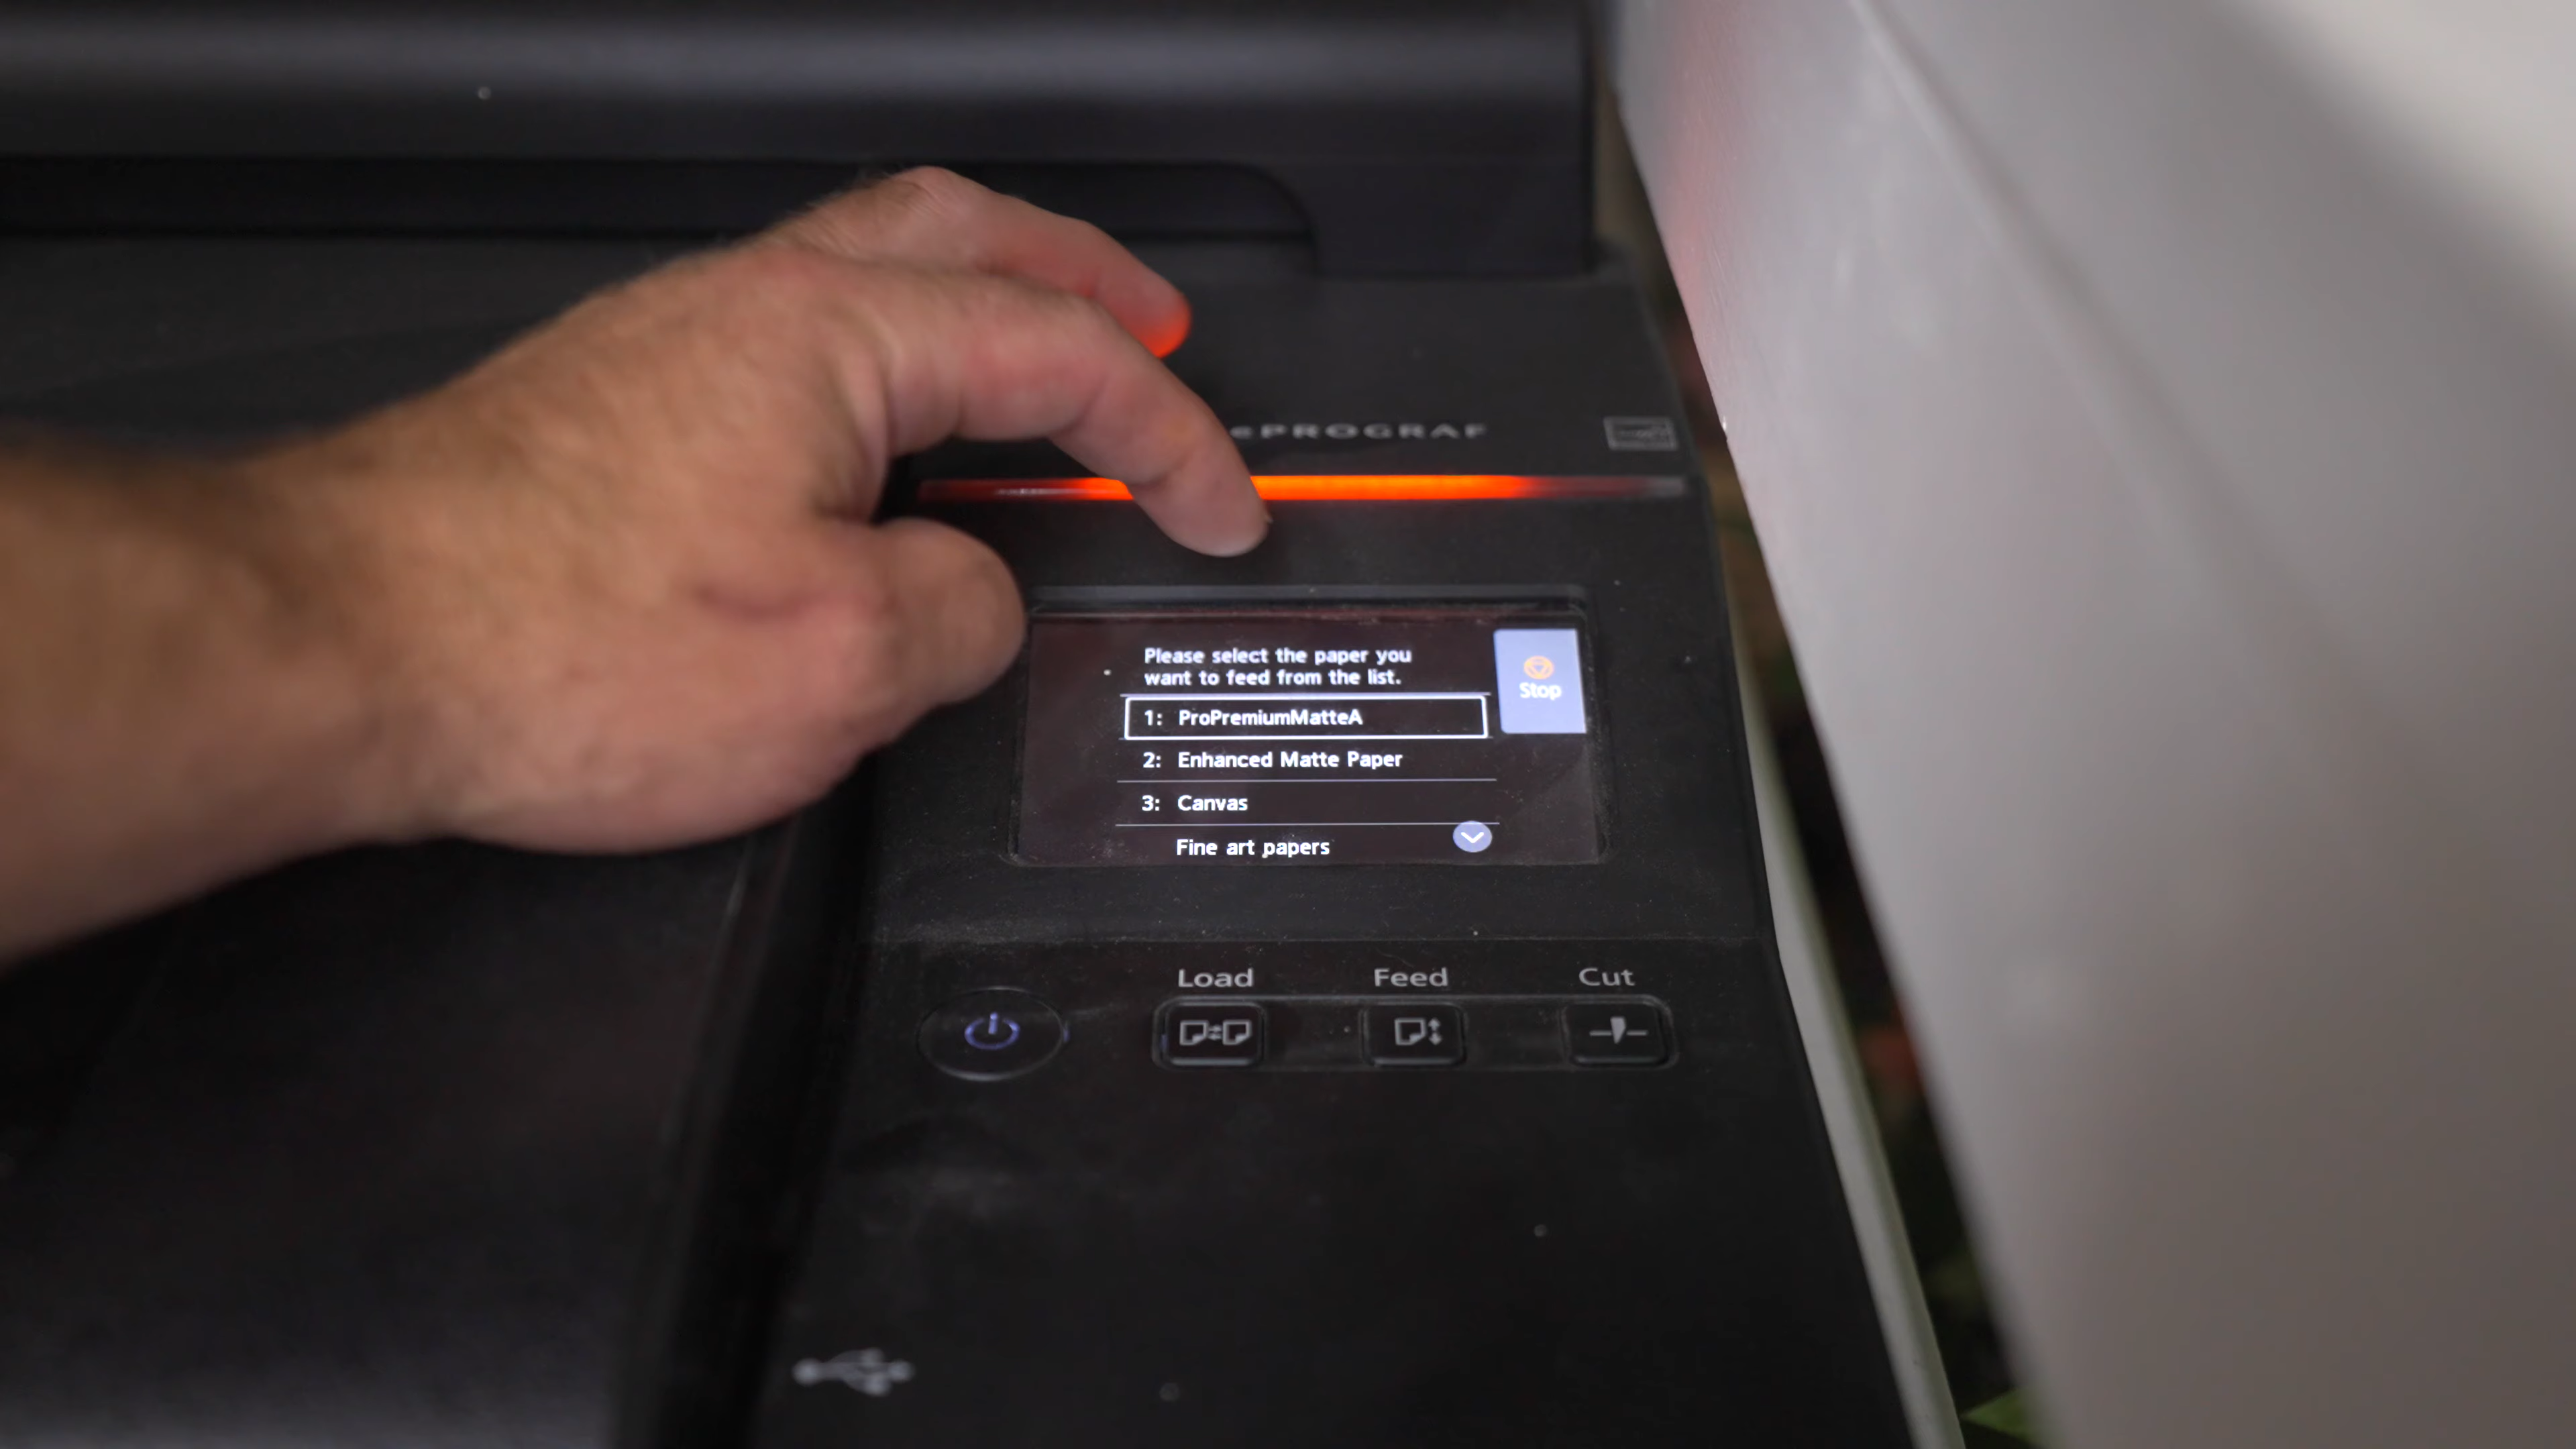 ePROGRAF
Please select the paper you
want to feed from the list.
Stop
1: ProPremiumMatteA
2: Enhanced Matte Paper
3: Canvas
Fine art papers
Load Feed Cut